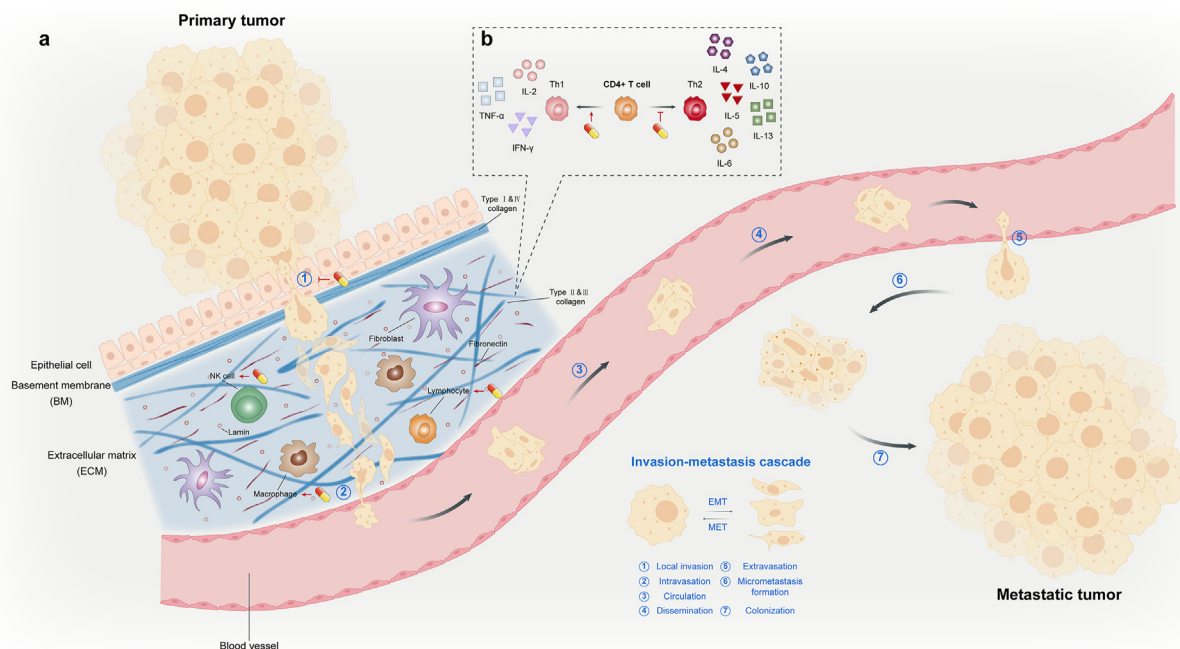 Primary tumor
a
b
IL-2
TNF-α
IFN-γ
Th1
CD4+ T cell
Th2
IL-4
IL-10
IL-5
IL-13
IL-6
Type Ⅰ & Ⅳ
collagen
①
Type Ⅱ & Ⅲ
collagen
Fibroblast
Fibronectin
Epithelial cell
Basement membrane
(BM)
NK cell
Lymphocyte
Lamin
Extracellular matrix
(ECM)
Macrophage
②
③
④
⑤
⑥
⑦
Blood vessel
Invasion-metastasis cascade
EMT
MET
① Local invasion
② Intravasation
③ Circulation
④ Dissemination
⑤ Extravasation
⑥ Micrometastasis
formation
⑦ Colonization
Metastatic tumor